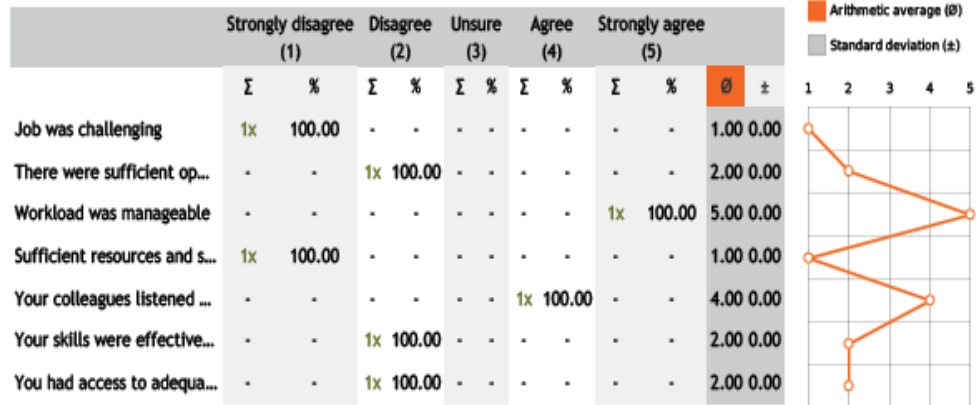 Strongly disagree Disagree Unsure Agree Strongly agree
(1) (2) (3) (4) (5)
Arithmetic average (Ø)
Standard deviation (±)
Σ % Σ % Σ % Σ % Σ % Ø ±
1 2 3 4 5
Job was challenging 1x 100.00 - - - - - - - - 1.00 0.00
There were sufficient op... - - 1x 100.00 - - - - - - 2.00 0.00
Workload was manageable - - - - - - - - 1x 100.00 5.00 0.00
Sufficient resources and s... 1x 100.00 - - - - - - - - 1.00 0.00
Your colleagues listened ... - - - - - - 1x 100.00 - - 4.00 0.00
Your skills were effective... - - 1x 100.00 - - - - - - 2.00 0.00
You had access to adequa... - - 1x 100.00 - - - - - - 2.00 0.00